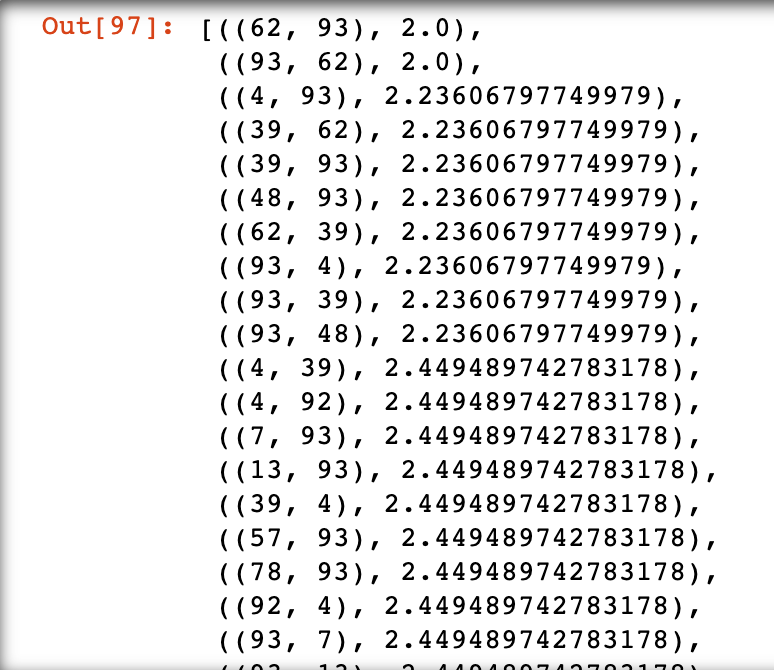 Out[97]: [((62, 93), 2.0),
((93, 62), 2.0),
((4, 93), 2.23606797749979),
((39, 62), 2.23606797749979),
((39, 93), 2.23606797749979),
((48, 93), 2.23606797749979),
((62, 39), 2.23606797749979),
((93, 4), 2.23606797749979),
((93, 39), 2.23606797749979),
((93, 48), 2.23606797749979),
((4, 39), 2.449489742783178),
((4, 92), 2.449489742783178),
((7, 93), 2.449489742783178),
((13, 93), 2.449489742783178),
((39, 4), 2.449489742783178),
((57, 93), 2.449489742783178),
((78, 93), 2.449489742783178),
((92, 4), 2.449489742783178),
((93, 7), 2.449489742783178),